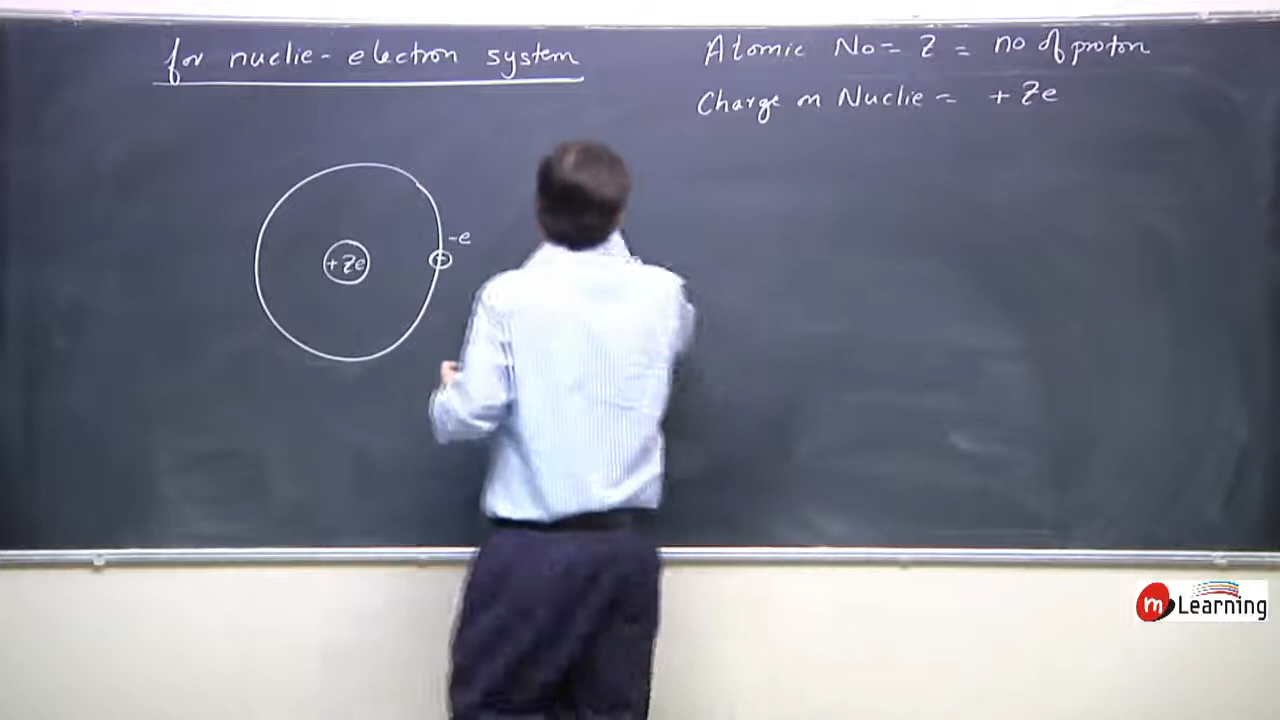 for nuclie - electron system
Atomic No = Z = no of proton
Charge on Nuclie = + Ze
+ Ze
-e
m Learning